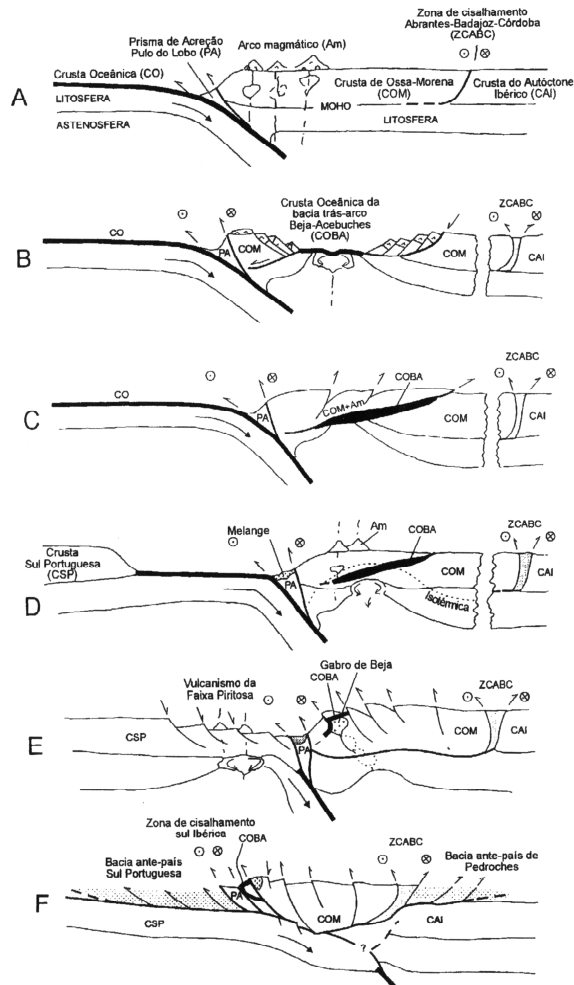 Zona de cisalhamento
Abrantes-Badajoz-Córdoba
(ZCABC)
Prisma de Acreção
Pulo do Lobo (PA)
Arco magmático (Am)
Crusta Oceânica (CO)
Crusta de Ossa-Morena
(COM)
Crusta do Autóctone
Ibérico (CAI)
A
LITOSFERA
MOHO
LITOSFERA
ASTENOSFERA
Crusta Oceânica da
bacia trás-arco
Beja-Acebuches
(COBA)
ZCABC
CO
PA
COM
COM
CAI
B
ZCABC
COBA
CO
COM+Am
PA
COM
CAI
C
ZCABC
Melange
Am
COBA
Crusta
Sul Portuguesa
(CSP)
PA
COM
CAI
D
Isotérmica
Gabro de Beja
COBA
ZCABC
Vulcanismo da
Faixa Piritosa
CSP
PA
COM
CAI
E
Zona de cisalhamento
sul Ibérica
COBA
ZCABC
Bacia ante-país
Sul Portuguesa
Bacia ante-país de
Pedroches
F
PA
COM
CAI
CSP
?